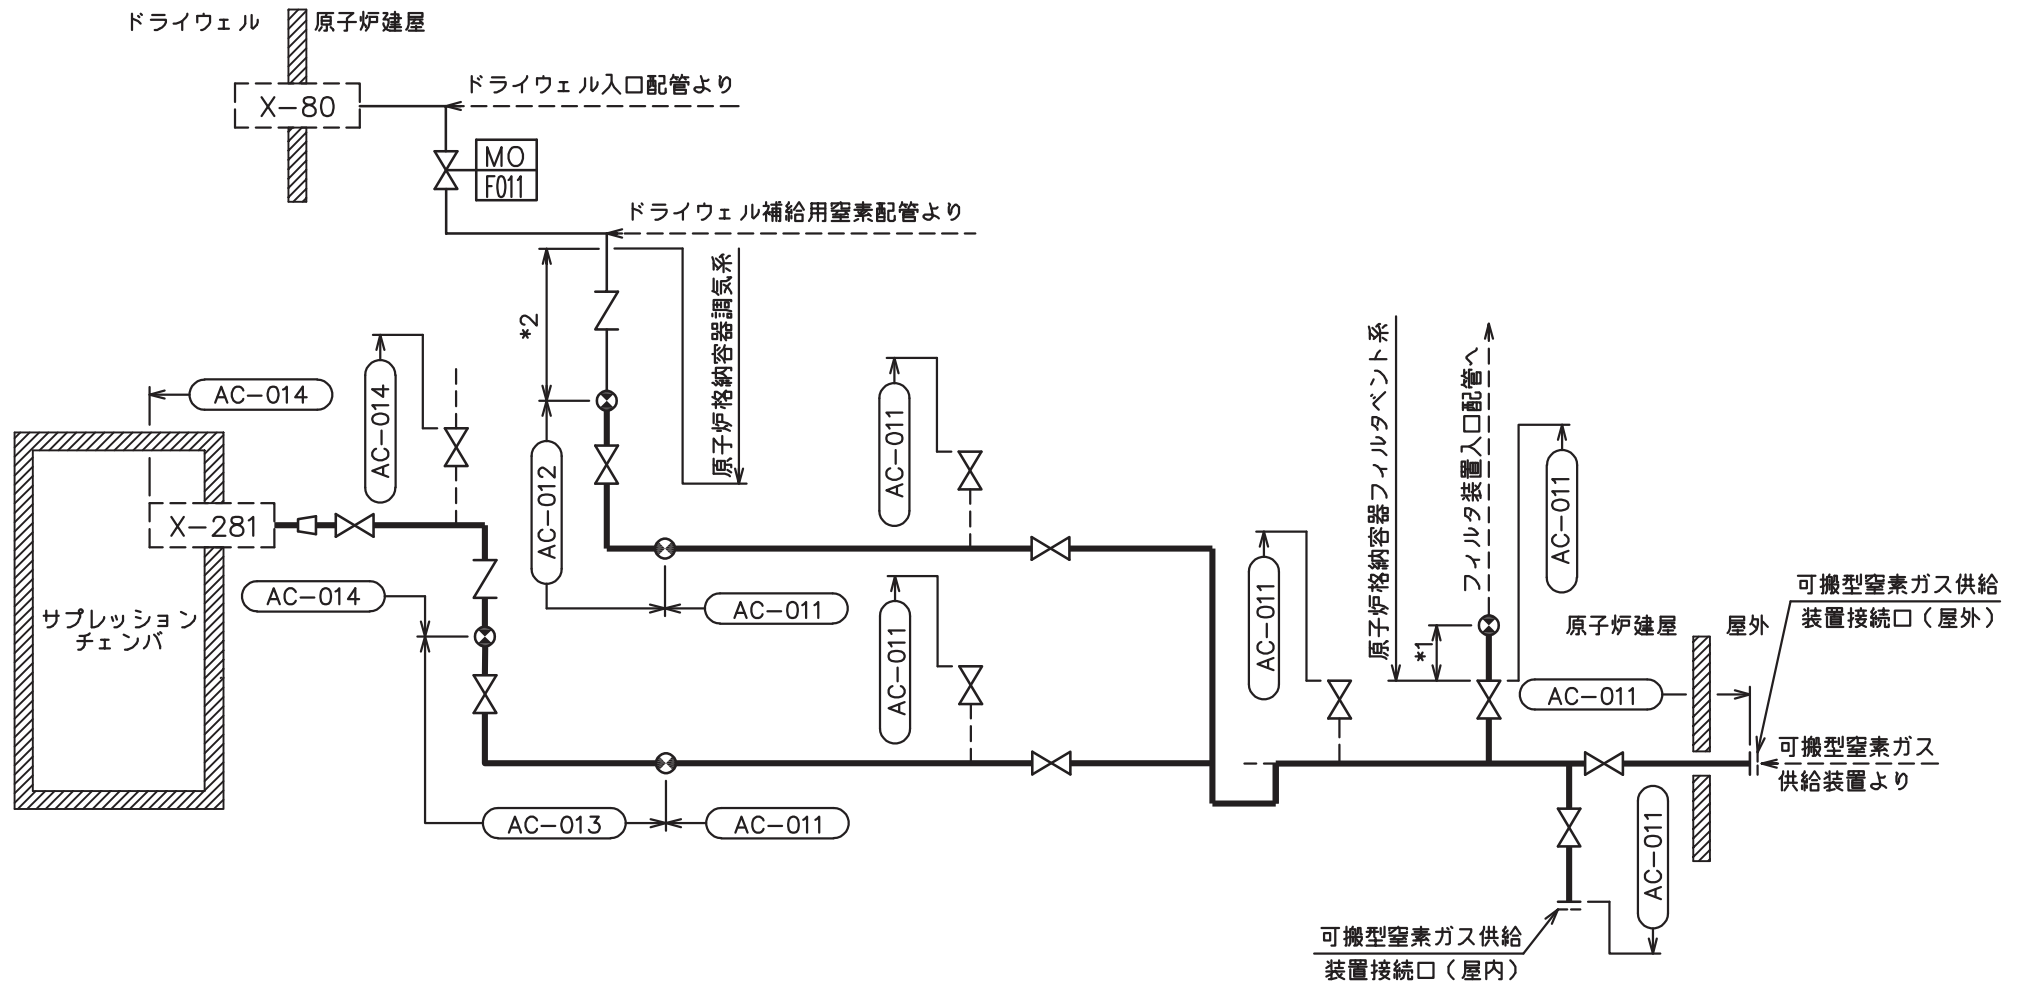 ドライウェル
原子炉建屋
X-80
ドライウェル入口配管より
MO
F011
ドライウェル補給用窒素配管より
*2
原子炉格納容器調気系
AC-014
AC-014
AC-012
AC-011
X-281
サプレッション
チェンバ
AC-014
AC-011
AC-011
AC-013
AC-011
AC-011
原子炉格納容器フィルタベント系
フィルタ装置入口配管へ
*1
AC-011
AC-011
原子炉建屋
屋外
可搬型窒素ガス供給
装置接続口(屋外)
可搬型窒素ガス
供給装置より
AC-011
可搬型窒素ガス供給
装置接続口(屋内)